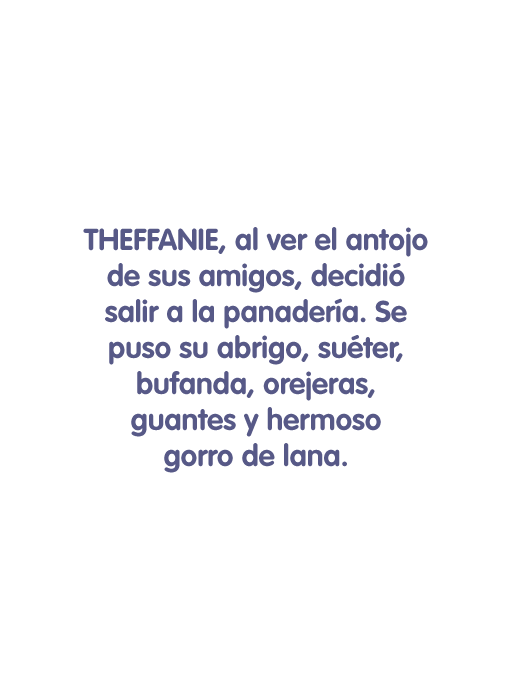 THEFFANIE, al ver el antojo
de sus amigos, decidió
salir a la panadería. Se
puso su abrigo, suéter,
bufanda, orejeras,
guantes y hermoso
gorro de lana.